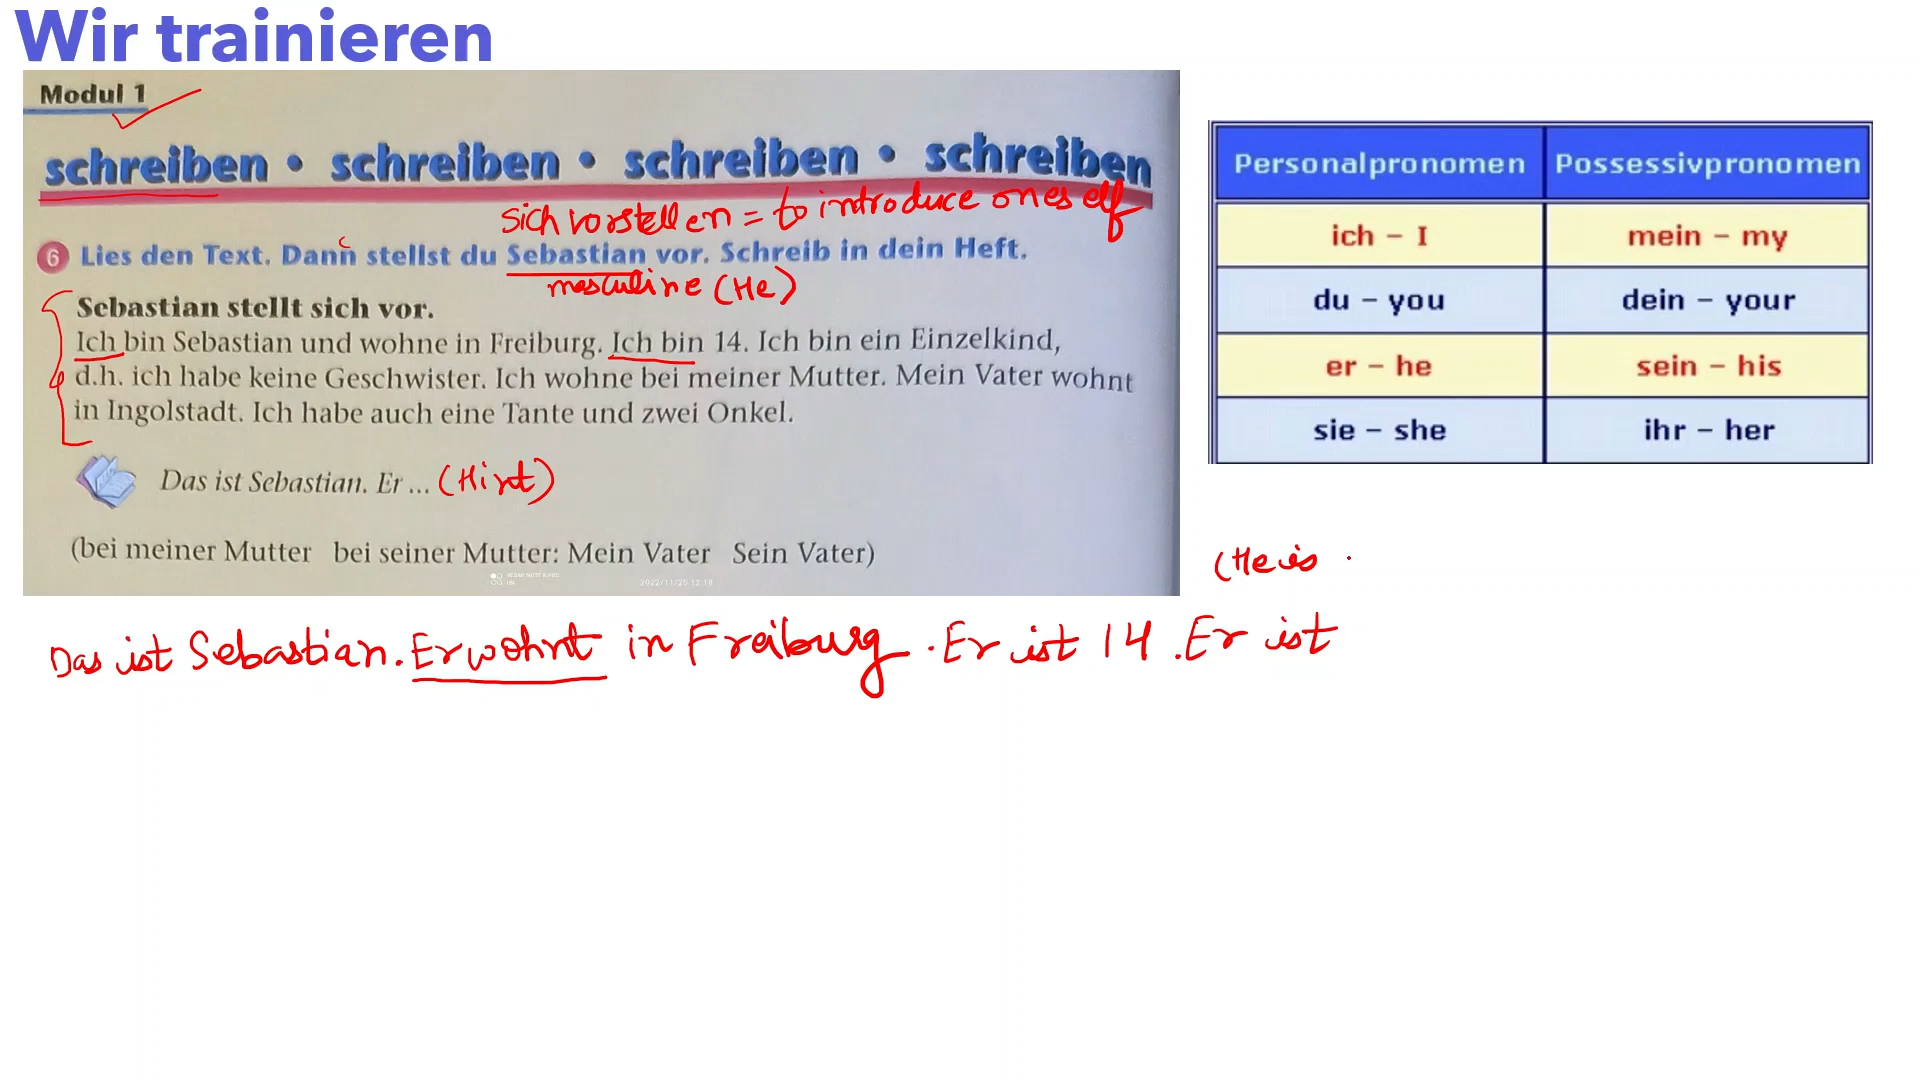 Wir trainieren
Modul 1
schreiben • schreiben • schreiben • schreiben
sich vorstellen = to introduce oneself
6 Lies den Text. Dann stellst du Sebastian vor. Schreib in dein Heft.
masculine (He)
Sebastian stellt sich vor.
Ich bin Sebastian und wohne in Freiburg. Ich bin 14. Ich bin ein Einzelkind,
d.h. ich habe keine Geschwister. Ich wohne bei meiner Mutter. Mein Vater wohnt
in Ingolstadt. Ich habe auch eine Tante und zwei Onkel.
Das ist Sebastian. Er ... (Hint)
(bei meiner Mutter bei seiner Mutter: Mein Vater Sein Vater)
2022/11/25 12:18
Personalpronomen Possessivpronomen
ich – I mein – my
du – you dein – your
er – he sein – his
sie – she ihr – her
(He is .
Das ist Sebastian. Er wohnt in Freiburg. Er ist 14. Er ist